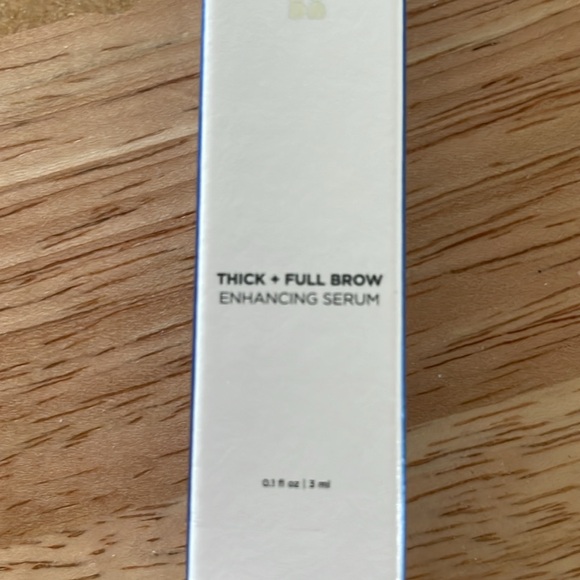 THICK + FULL BROW
ENHANCING SERUM
0.1 fl oz | 3 ml